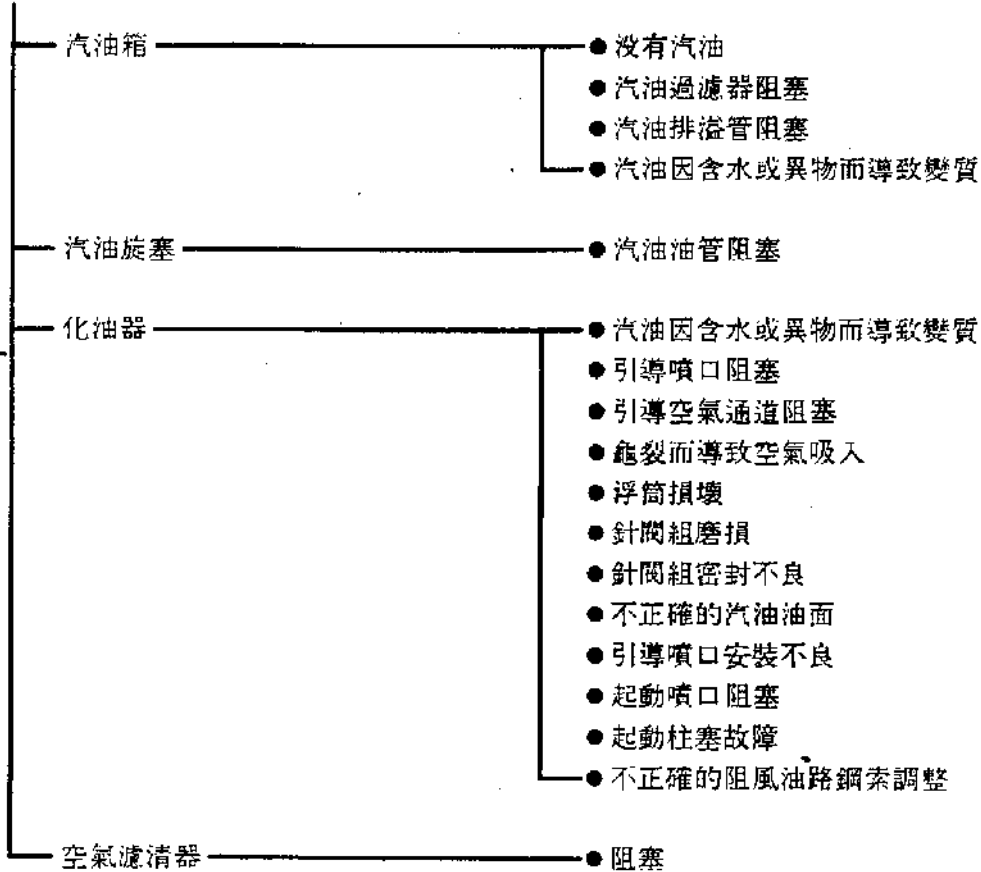 汽油箱 ●没有汽油
●汽油過濾器阻塞
●汽油排溢管阻塞
●汽油因含水或異物而導致變質
汽油旋塞 ●汽油油管阻塞
化油器 ●汽油因含水或異物而導致變質
●引導噴口阻塞
●引導空氣通道阻塞
●龜裂而導致空氣吸入
●浮筒損壞
●針閥組磨損
●針閥組密封不良
●不正確的汽油油面
●引導噴口安裝不良
●起動噴口阻塞
●起動柱塞故障
●不正確的阻風油路鋼索調整
空氣濾清器 ●阻塞